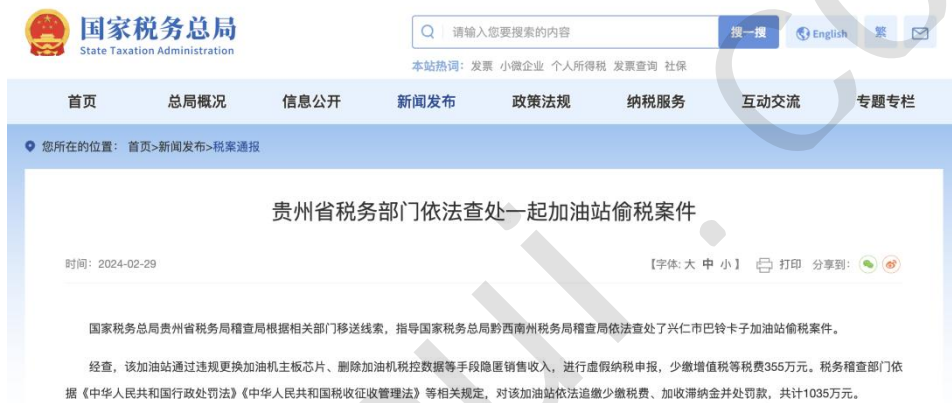 国家税务总局
State Taxation Administration
请输入您要搜索的内容
搜一搜
English
繁
本站热词：发票 小微企业 个人所得税 发票查询 社保
首页 总局概况 信息公开 新闻发布 政策法规 纳税服务 互动交流 专题专栏
您所在的位置： 首页>新闻发布>税案通报
贵州省税务部门依法查处一起加油站偷税案件
时间：2024-02-29
【字体: 大 中 小 】 打印 分享到:
国家税务总局贵州省税务局稽查局根据相关部门移送线索，指导国家税务总局黔西南州税务局稽查局依法查处了兴仁市巴铃卡子加油站偷税案件。
经查，该加油站通过违规更换加油机主板芯片、删除加油机税控数据等手段隐匿销售收入，进行虚假纳税申报，少缴增值税等税费355万元。税务稽查部门依
据《中华人民共和国行政处罚法》《中华人民共和国税收征收管理法》等相关规定，对该加油站依法追缴少缴税费、加收滞纳金并处罚款，共计1035万元。